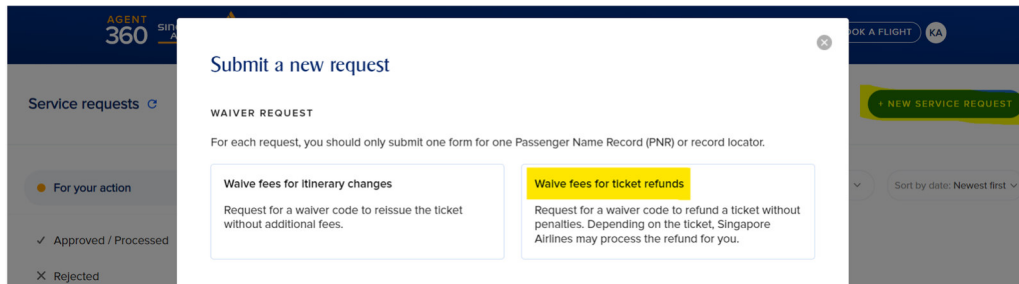 AGENT
360
Service requests
For your action
Approved / Processed
Rejected
Submit a new request
WAIVER REQUEST
For each request, you should only submit one form for one Passenger Name Record (PNR) or record locator.
Waive fees for itinerary changes
Request for a waiver code to reissue the ticket
without additional fees.
Waive fees for ticket refunds
Request for a waiver code to refund a ticket without
penalties. Depending on the ticket, Singapore
Airlines may process the refund for you.
A FLIGHT
KA
+ NEW SERVICE REQUEST
Sort by date: Newest first